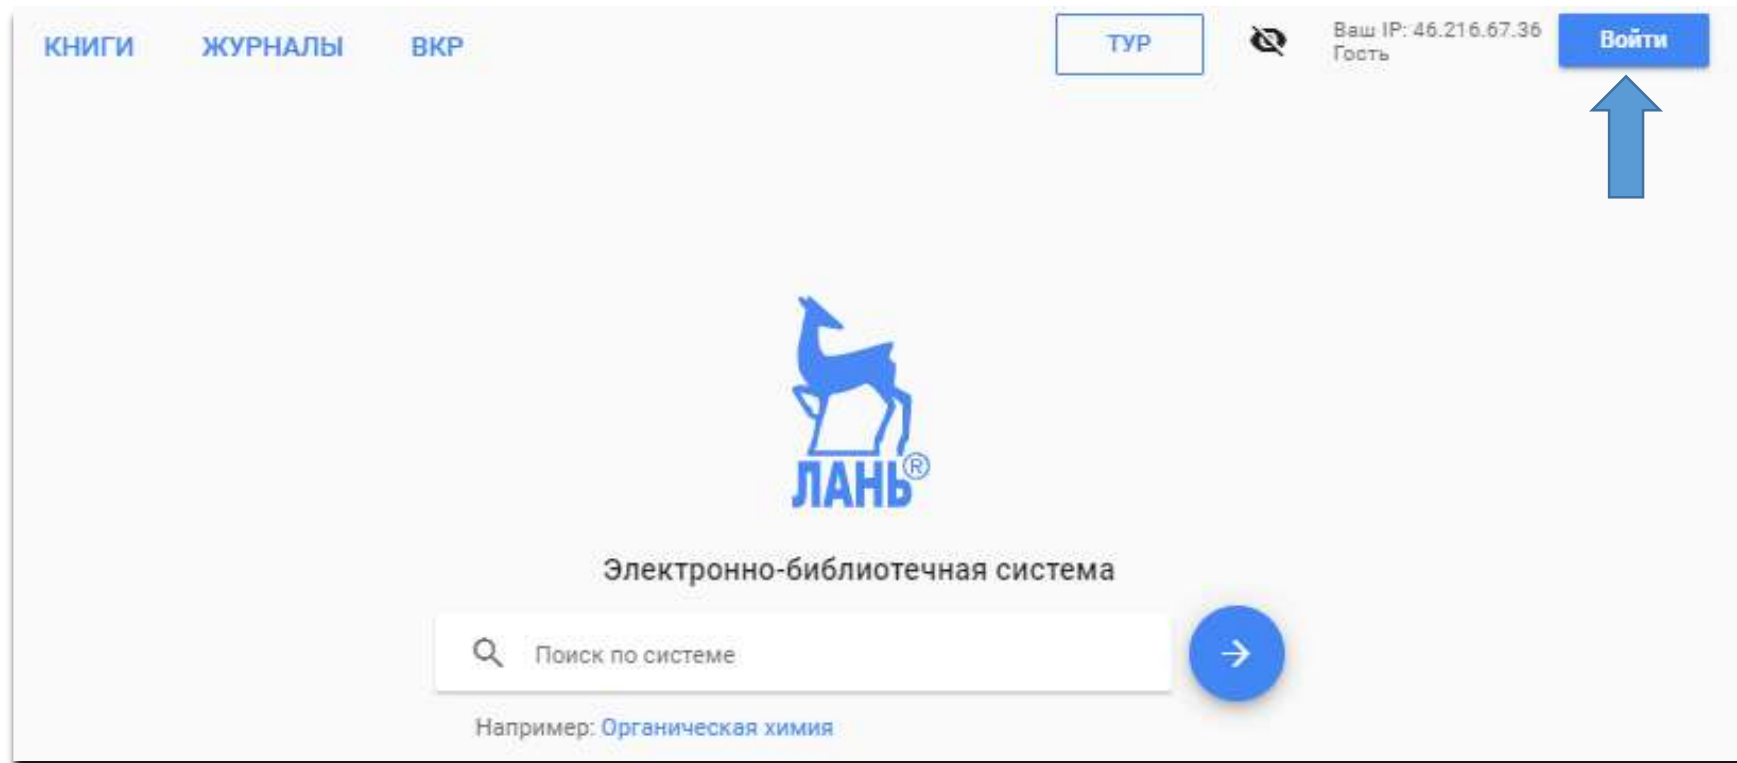 КНИГИ ЖУРНАЛЫ ВКР ТУР Ваш IP: 46.216.67.36 Войти
Гость
ЛАНЬ®
Электронно-библиотечная система
Поиск по системе
Например: Органическая химия